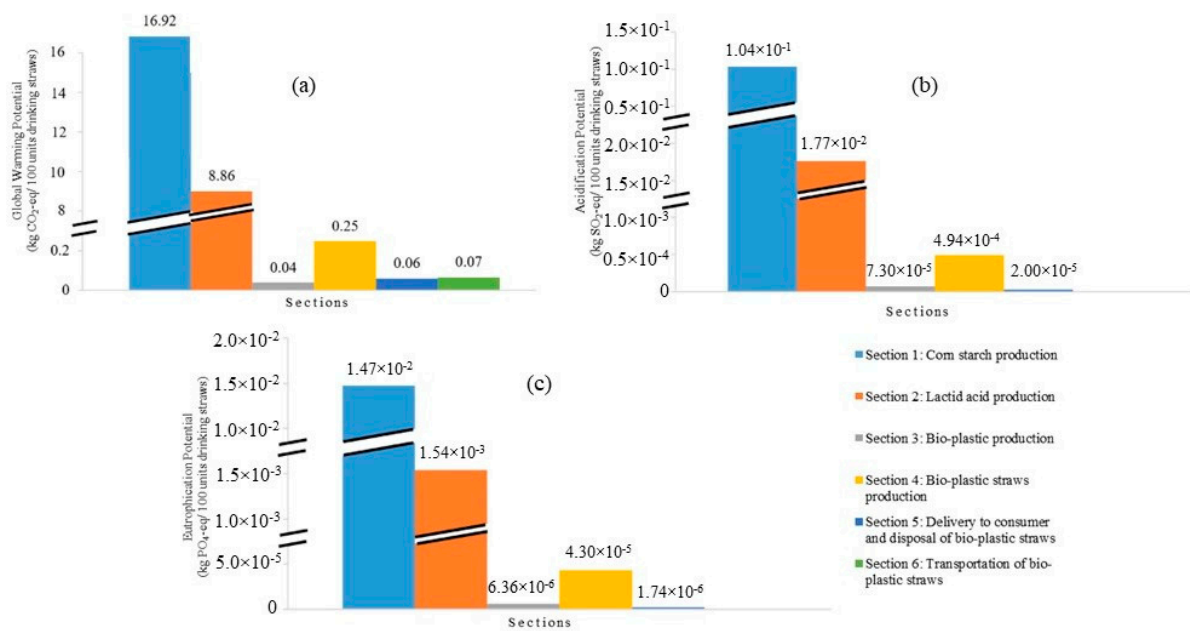 Global Warming Potential
(kg CO₂-eq/ 100 units drinking straws)
16
14
12
10
9
8
0.2
0
16.92
8.86
0.04
0.25
0.06
0.07
(a)
Sections
Acidification Potential
(kg SO₂-eq/ 100 units drinking straws)
1.5×10⁻¹
1.0×10⁻¹
0.5×10⁻¹
2.0×10⁻²
1.5×10⁻²
1.0×10⁻³
0.5×10⁻⁴
0
1.04×10⁻¹
1.77×10⁻²
7.30×10⁻⁵
4.94×10⁻⁴
2.00×10⁻⁵
(b)
Sections
Eutrophication Potential
(kg PO₄-eq/ 100 units drinking straws)
2.0×10⁻²
1.5×10⁻²
1.0×10⁻²
1.5×10⁻³
1.0×10⁻³
5.0×10⁻⁵
0
1.47×10⁻²
1.54×10⁻³
6.36×10⁻⁶
4.30×10⁻⁵
1.74×10⁻⁶
(c)
Sections
Section 1: Corn starch production
Section 2: Lactid acid production
Section 3: Bio-plastic production
Section 4: Bio-plastic straws
production
Section 5: Delivery to consumer
and disposal of bio-plastic straws
Section 6: Transportation of bio-
plastic straws